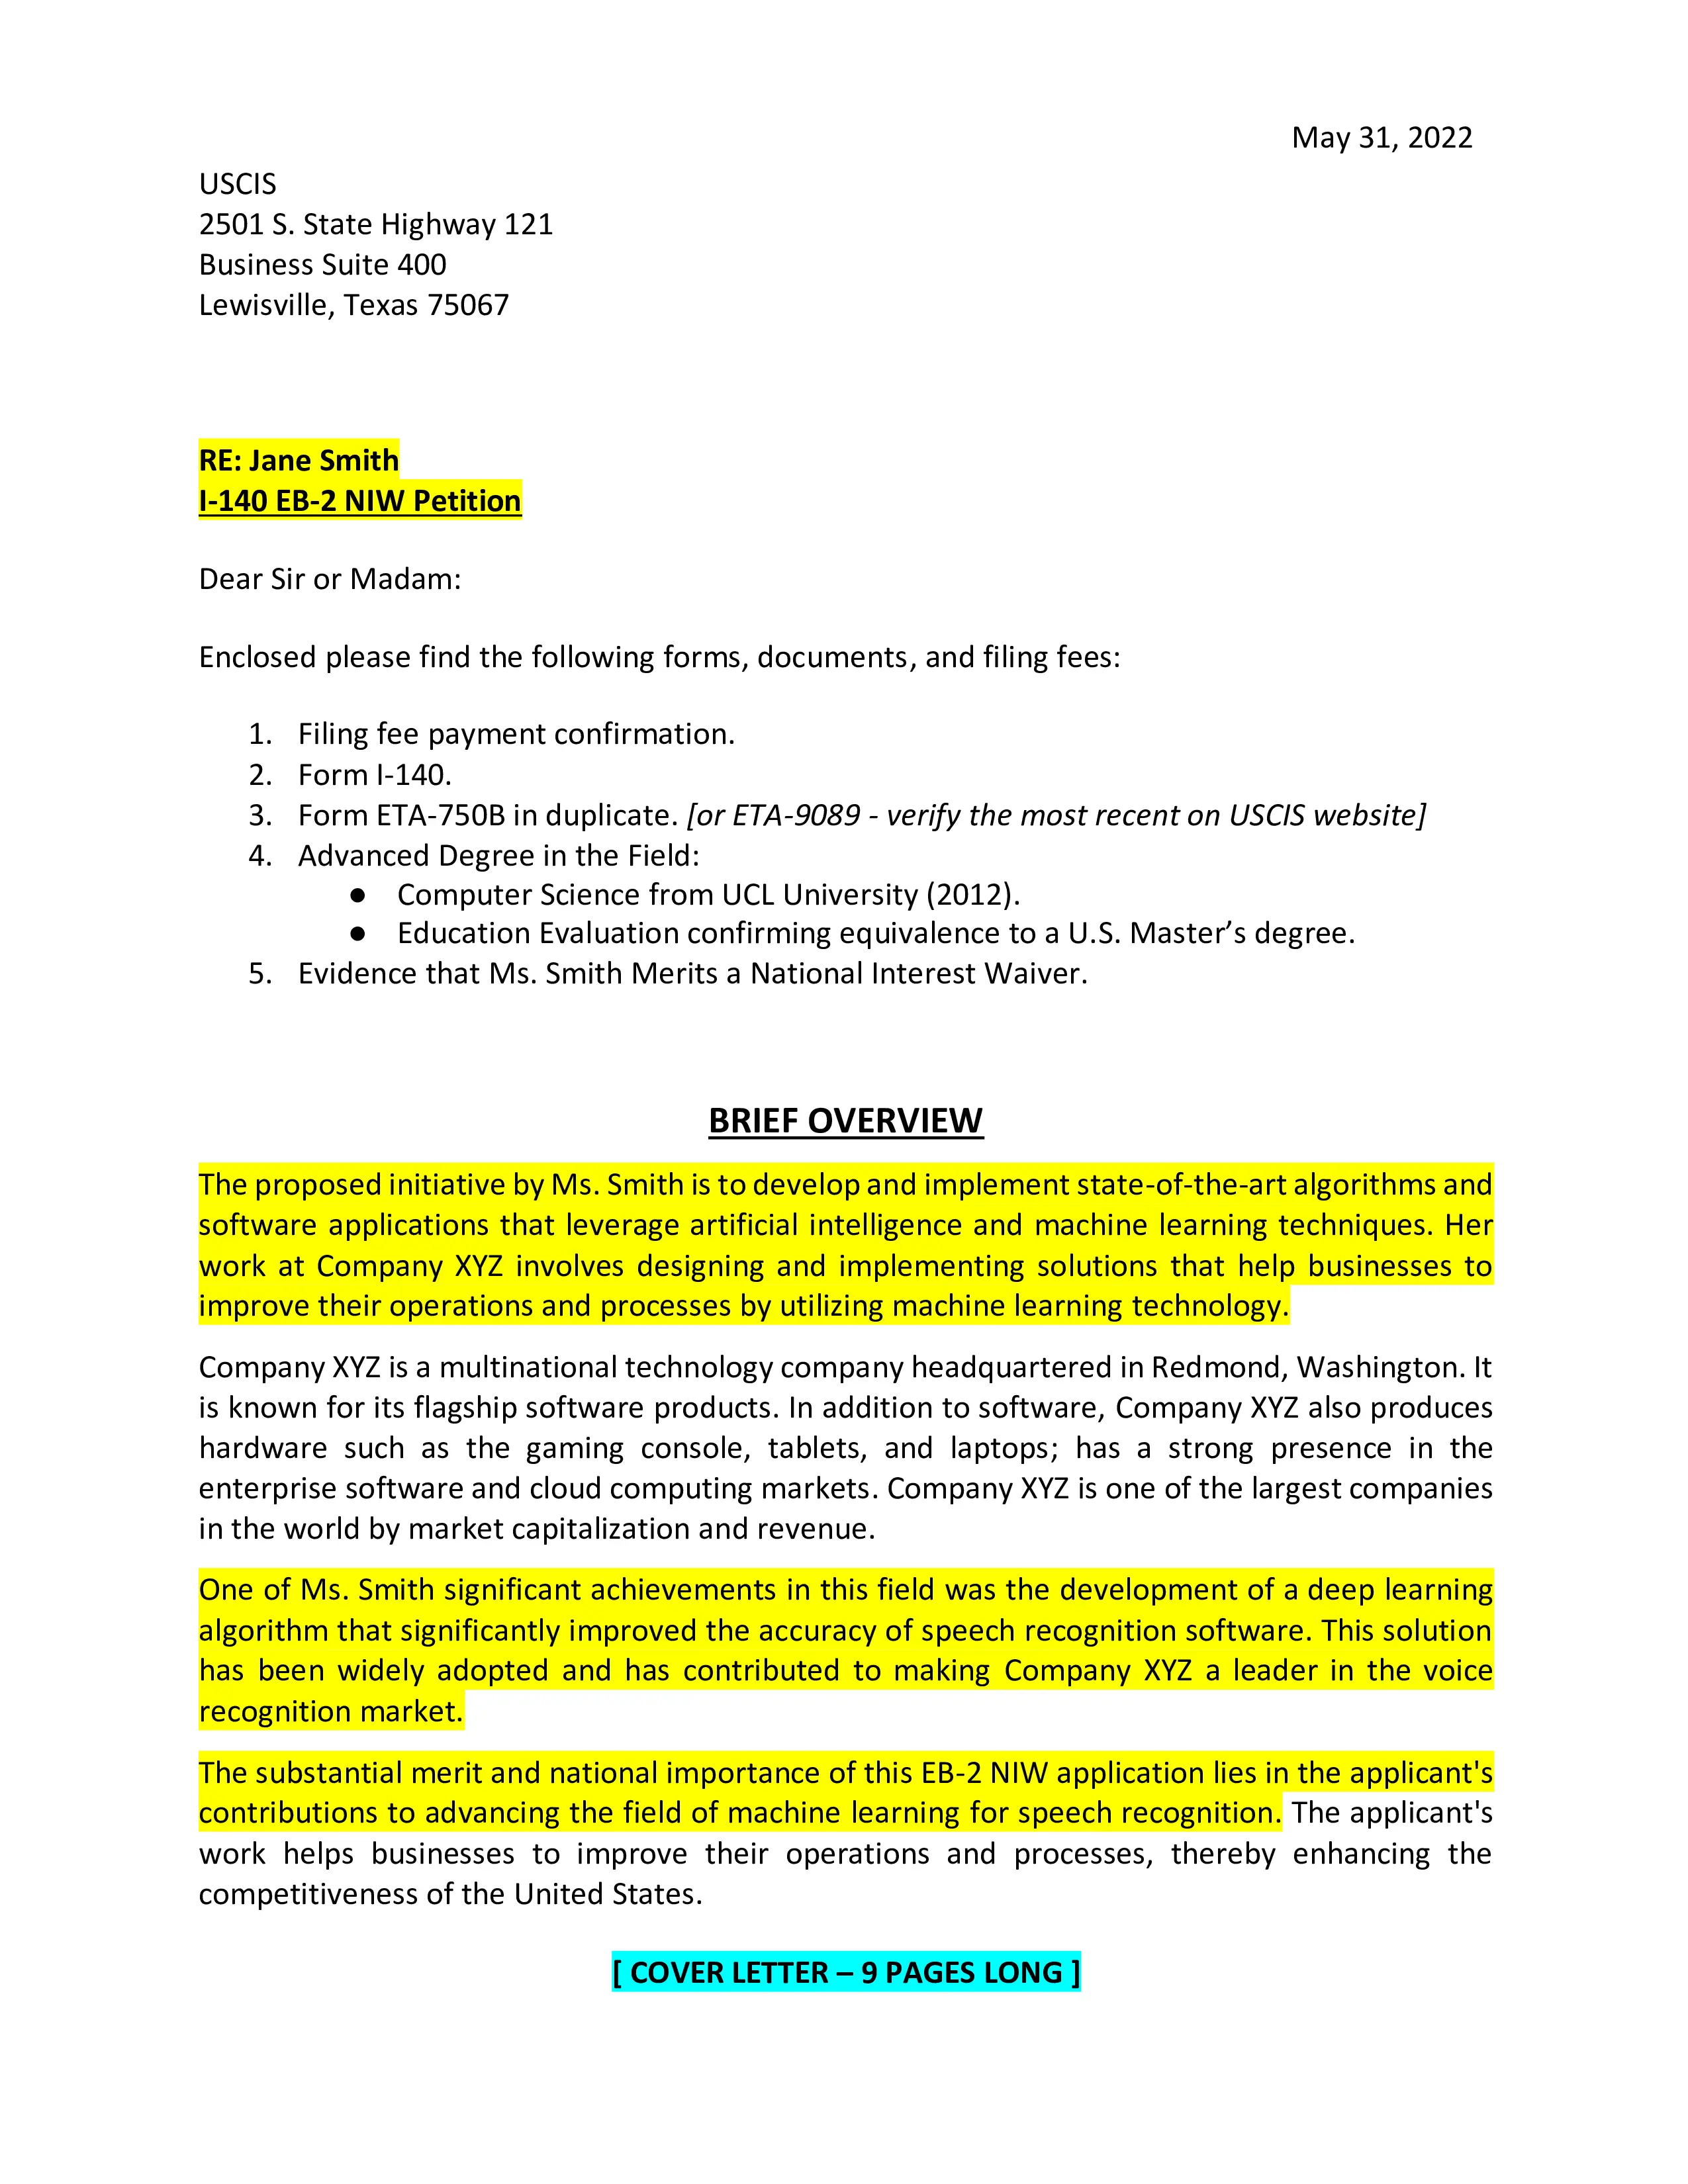 May 31, 2022
USCIS
2501 S. State Highway 121
Business Suite 400
Lewisville, Texas 75067
RE: Jane Smith
I-140 EB-2 NIW Petition
Dear Sir or Madam:
Enclosed please find the following forms, documents, and filing fees:
1. Filing fee payment confirmation.
2. Form I-140.
3. Form ETA-750B in duplicate. [or ETA-9089 - verify the most recent on USCIS website]
4. Advanced Degree in the Field:
● Computer Science from UCL University (2012).
● Education Evaluation confirming equivalence to a U.S. Master’s degree.
5. Evidence that Ms. Smith Merits a National Interest Waiver.
BRIEF OVERVIEW
The proposed initiative by Ms. Smith is to develop and implement state-of-the-art algorithms and
software applications that leverage artificial intelligence and machine learning techniques. Her
work at Company XYZ involves designing and implementing solutions that help businesses to
improve their operations and processes by utilizing machine learning technology.
Company XYZ is a multinational technology company headquartered in Redmond, Washington. It
is known for its flagship software products. In addition to software, Company XYZ also produces
hardware such as the gaming console, tablets, and laptops; has a strong presence in the
enterprise software and cloud computing markets. Company XYZ is one of the largest companies
in the world by market capitalization and revenue.
One of Ms. Smith significant achievements in this field was the development of a deep learning
algorithm that significantly improved the accuracy of speech recognition software. This solution
has been widely adopted and has contributed to making Company XYZ a leader in the voice
recognition market.
The substantial merit and national importance of this EB-2 NIW application lies in the applicant's
contributions to advancing the field of machine learning for speech recognition. The applicant's
work helps businesses to improve their operations and processes, thereby enhancing the
competitiveness of the United States.
[ COVER LETTER – 9 PAGES LONG ]